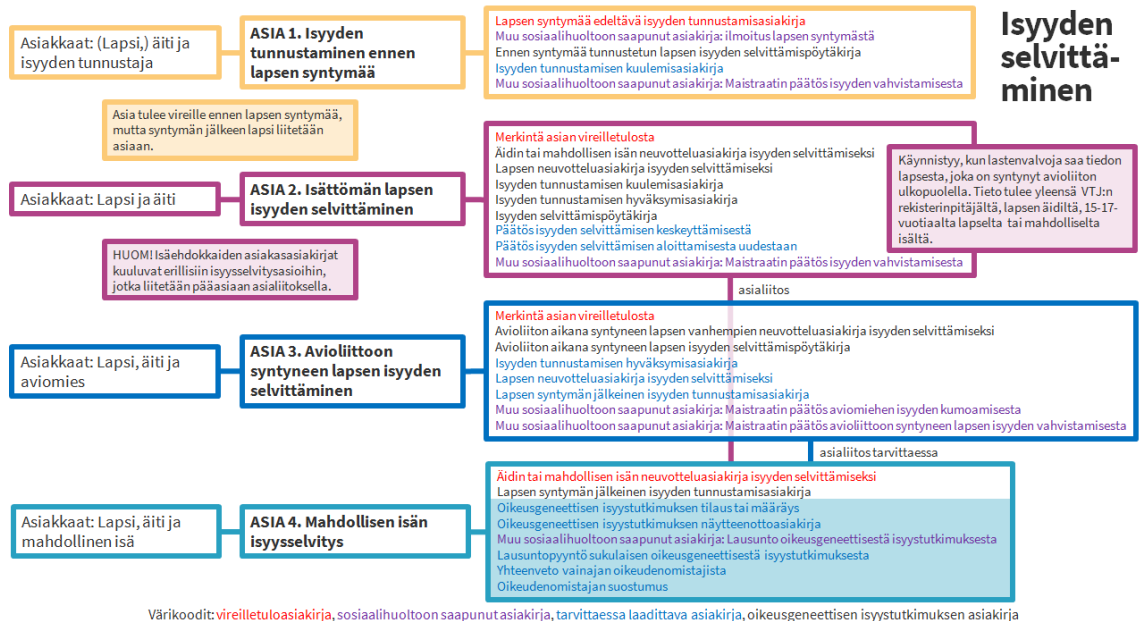 Isyyden
selvittä-
minen
Asiakkaat: (Lapsi,) äiti ja
isyyden tunnustaja
ASIA 1. Isyyden
tunnustaminen ennen
lapsen syntymää
Lapsen syntymää edeltävä isyyden tunnustamisasiakirja
Muu sosiaalihuoltoon saapunut asiakirja: ilmoitus lapsen syntymästä
Ennen syntymää tunnustetun lapsen isyyden selvittämispöytäkirja
Isyyden tunnustamisen kuulemisasiakirja
Muu sosiaalihuoltoon saapunut asiakirja: Maistraatin päätös isyyden vahvistamisesta
Asia tulee vireille ennen lapsen syntymää,
mutta syntymän jälkeen lapsi liitetään
asiaan.
Asiakkaat: Lapsi ja äiti
ASIA 2. Isättömän lapsen
isyyden selvittäminen
Merkintä asian vireilletulosta
Äidin tai mahdollisen isän neuvotteluasiakirja isyyden selvittämiseksi
Lapsen neuvotteluasiakirja isyyden selvittämiseksi
Isyyden tunnustamisen kuulemisasiakirja
Isyyden tunnustamisen hyväksymisasiakirja
Isyyden selvittämispöytäkirja
Päätös isyyden selvittämisen keskeyttämisestä
Päätös isyyden selvittämisen aloittamisesta uudestaan
Muu sosiaalihuoltoon saapunut asiakirja: Maistraatin päätös isyyden vahvistamisesta
Käynnistyy, kun lastenvalvoja saa tiedon
lapsesta, joka on syntynyt avioliiton
ulkopuolella. Tieto tulee yleensä VTJ:n
rekisterinpitäjältä, lapsen äidiltä, 15-17-
vuotiaalta lapselta tai mahdolliselta
isältä.
HUOM! Isäehdokkaiden asiakasasiakirjat
kuuluvat erillisiin isyysselvitysasioihin,
jotka liitetään pääasiaan asialiitoksella.
asialiitos
Asiakkaat: Lapsi, äiti ja
aviomies
ASIA 3. Avioliittoon
syntyneen lapsen isyyden
selvittäminen
Merkintä asian vireilletulosta
Avioliiton aikana syntyneen lapsen vanhempien neuvotteluasiakirja isyyden selvittämiseksi
Avioliiton aikana syntyneen lapsen isyyden selvittämispöytäkirja
Isyyden tunnustamisen hyväksymisasiakirja
Lapsen neuvotteluasiakirja isyyden selvittämiseksi
Lapsen syntymän jälkeinen isyyden tunnustamisasiakirja
Muu sosiaalihuoltoon saapunut asiakirja: Maistraatin päätös aviomiehen isyyden kumoamisesta
Muu sosiaalihuoltoon saapunut asiakirja: Maistraatin päätös avioliittoon syntyneen lapsen isyyden vahvistamisesta
asialiitos tarvittaessa
Asiakkaat: Lapsi, äiti ja
mahdollinen isä
ASIA 4. Mahdollisen isän
isyysselvitys
Äidin tai mahdollisen isän neuvotteluasiakirja isyyden selvittämiseksi
Lapsen syntymän jälkeinen isyyden tunnustamisasiakirja
Oikeusgeneettisen isyystutkimuksen tilaus tai määräys
Oikeusgeneettisen isyystutkimuksen näytteenottoasiakirja
Muu sosiaalihuoltoon saapunut asiakirja: Lausunto oikeusgeneettisestä isyystutkimuksesta
Lausuntopyyntö sukulaisen oikeusgeneettisestä isyystutkimuksesta
Yhteenveto vainajan oikeudenomistajista
Oikeudenomistajan suostumus
Värikoodit: vireilletuloasiakirja, sosiaalihuoltoon saapunut asiakirja, tarvittaessa laadittava asiakirja, oikeusgeneettisen isyystutkimuksen asiakirja